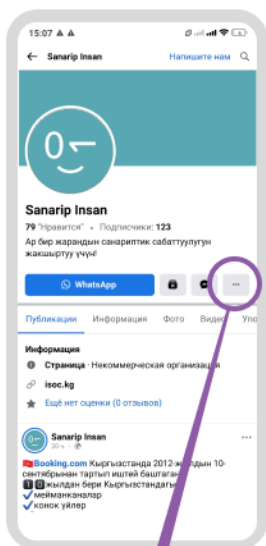 15:07
Sanarip Insan
Напишите нам
Sanarip Insan
79 "Нравится" • Подписчики: 123
Ар бир жарандын санариптик сабаттуулугун
жакшыртуу үчүн!
WhatsApp
Публикации Информация Фото Видео Упо
Информация
Страница · Некоммерческая организация
isoc.kg
Ещё нет оценки (0 отзывов)
Sanarip Insan
Booking.com Кыргызстанда 2012-жылдын 10-
сентябрынан тартып иштей баштаган
10 жылдан бери Кыргызстандагы
мейманканалар
конок үйлөр